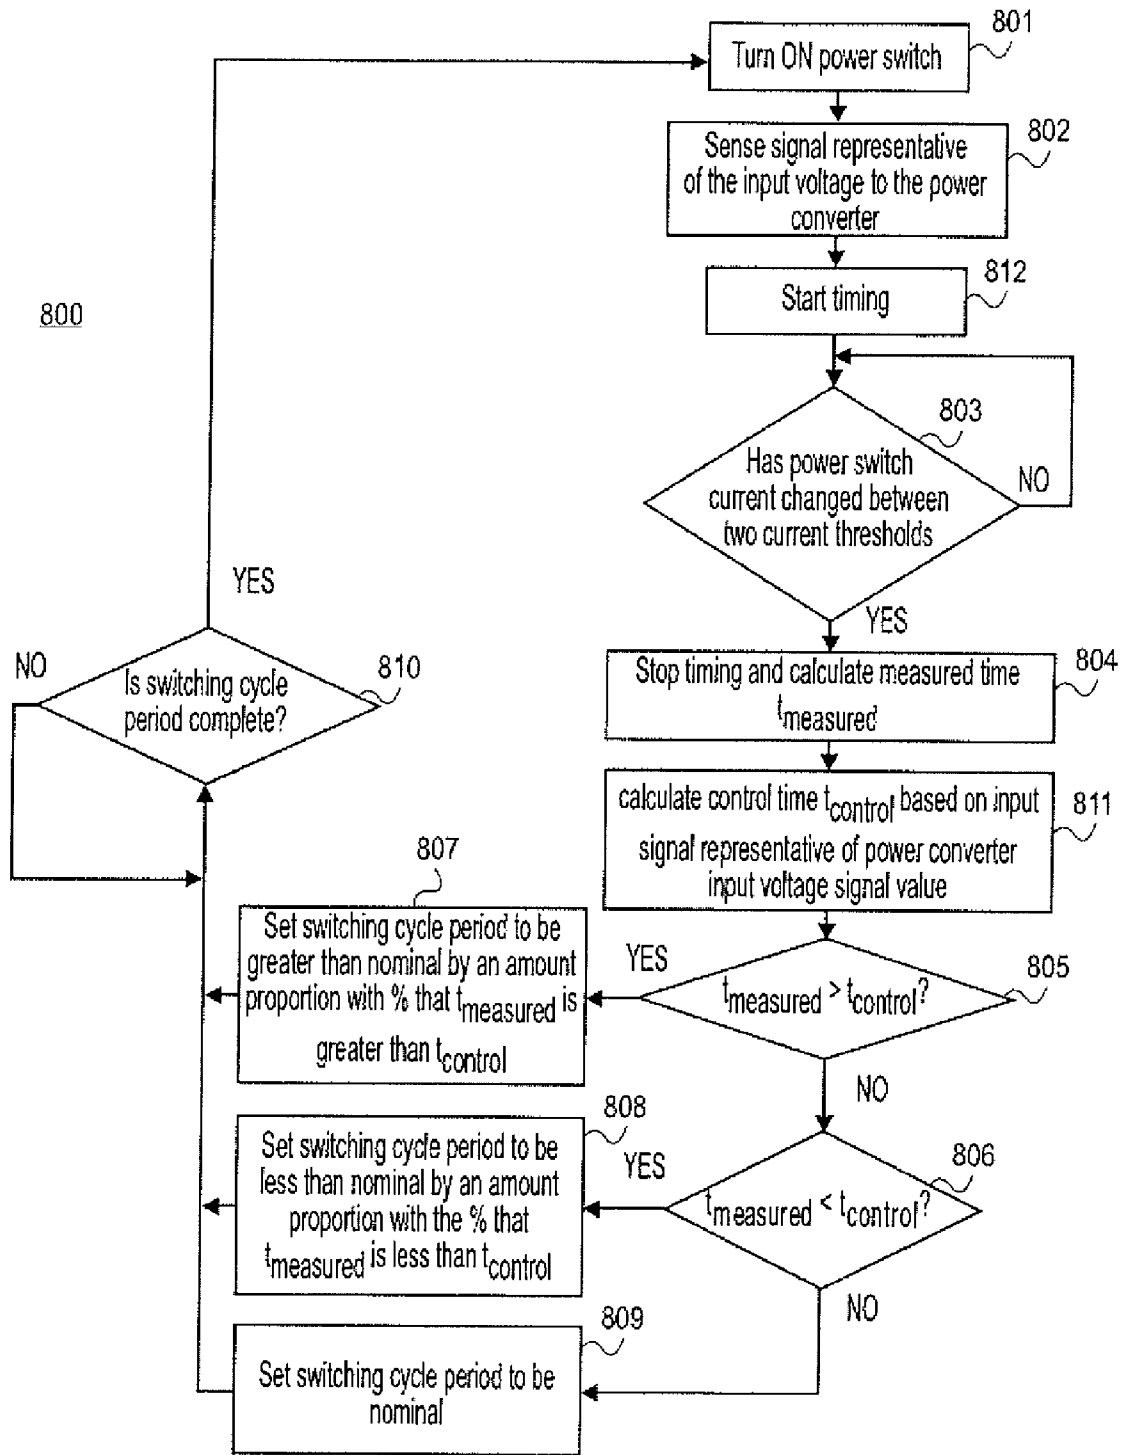 801
Turn ON power switch
802
Sense signal representative
of the input voltage to the power
converter
812
Start timing
800
803
Has power switch
current changed between
two current thresholds
NO
YES
YES
NO
Is switching cycle
period complete?
810
Stop timing and calculate measured time
tmeasured
804
calculate control time tcontrol based on input
signal representative of power converter
input voltage signal value
811
807
Set switching cycle period to be
greater than nominal by an amount
proportion with % that tmeasured is
greater than tcontrol
YES
tmeasured > tcontrol?
805
NO
808
Set switching cycle period to be
less than nominal by an amount
proportion with the % that
tmeasured is less than tcontrol
YES
tmeasured < tcontrol?
806
NO
809
Set switching cycle period to be
nominal